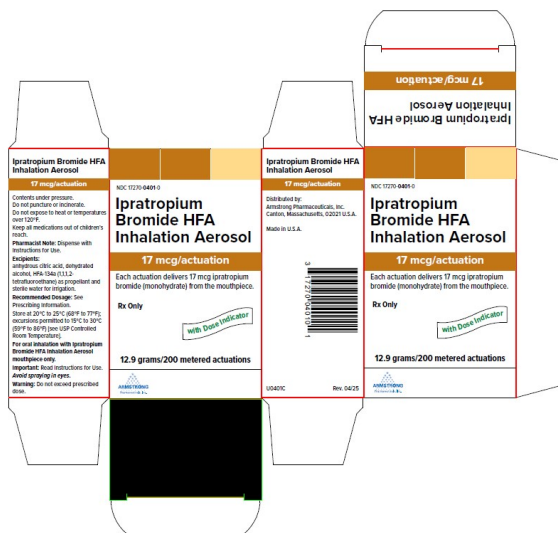 17 mcg/actuation
Ipratropium Bromide HFA
Inhalation Aerosol
Ipratropium Bromide HFA
Inhalation Aerosol
17 mcg/actuation
Contents under pressure.
Do not puncture or incinerate.
Do not expose to heat or temperatures
over 120°F.
Keep all medications out of children's
reach.
Pharmacist Note: Dispense with
Instructions for Use.
Excipients:
anhydrous citric acid, dehydrated
alcohol, HFA-134a (1,1,1,2-
tetrafluoroethane) as propellant and
sterile water for irrigation.
Recommended Dosage: See
Prescribing Information.
Store at 20°C to 25°C (68°F to 77°F);
excursions permitted to 15°C to 30°C
(59°F to 86°F) (see USP Controlled
Room Temperature).
For oral inhalation with Ipratropium
Bromide HFA Inhalation Aerosol
mouthpiece only.
Important: Read Instructions for Use.
Avoid spraying in eyes.
Warning: Do not exceed prescribed
dose.
NDC 17270-0401-0
Ipratropium
Bromide HFA
Inhalation Aerosol
17 mcg/actuation
Each actuation delivers 17 mcg ipratropium
bromide (monohydrate) from the mouthpiece.
Rx Only
with Dose Indicator
12.9 grams/200 metered actuations
ARMSTRONG
Pharmaceuticals, Inc.
Ipratropium Bromide HFA
Inhalation Aerosol
17 mcg/actuation
Distributed by:
Armstrong Pharmaceuticals, Inc.
Canton, Massachusetts, ©2021 U.S.A.
Made in U.S.A.
3 17270 04010 1
U0401C Rev. 04/25
NDC 17270-0401-0
Ipratropium
Bromide HFA
Inhalation Aerosol
17 mcg/actuation
Each actuation delivers 17 mcg ipratropium
bromide (monohydrate) from the mouthpiece.
Rx Only
with Dose Indicator
12.9 grams/200 metered actuations
ARMSTRONG
Pharmaceuticals, Inc.